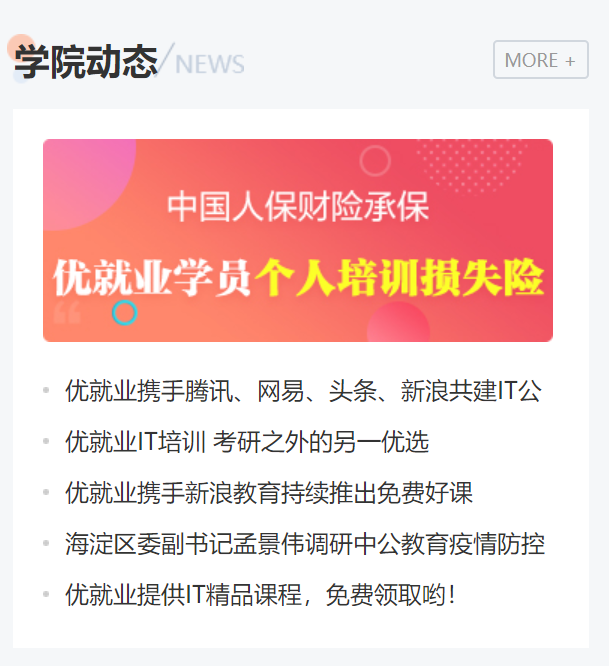 学院动态/NEWS
MORE +
中国人保财险承保
优就业学员个人培训损失险
优就业携手腾讯、网易、头条、新浪共建IT公
优就业IT培训 考研之外的另一优选
优就业携手新浪教育持续推出免费好课
海淀区委副书记孟景伟调研中公教育疫情防控
优就业提供IT精品课程，免费领取哟！